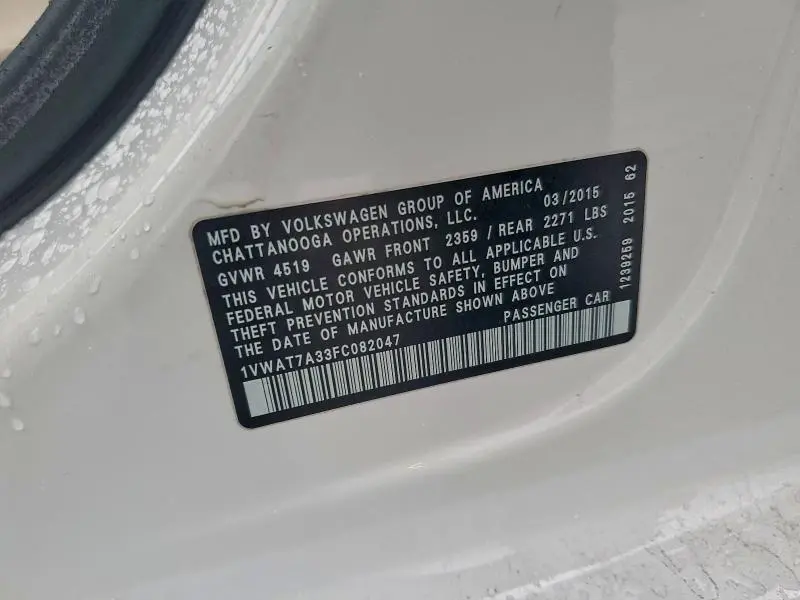 MFD BY VOLKSWAGEN GROUP OF AMERICA
CHATTANOOGA OPERATIONS, LLC. 03/2015
GVWR 4519 GAWR FRONT 2359 / REAR 2271 LBS
THIS VEHICLE CONFORMS TO ALL APPLICABLE U.S.
FEDERAL MOTOR VEHICLE SAFETY, BUMPER AND
THEFT PREVENTION STANDARDS IN EFFECT ON
THE DATE OF MANUFACTURE SHOWN ABOVE
1VWAT7A33FC082047 PASSENGER CAR
1239259 2015 62